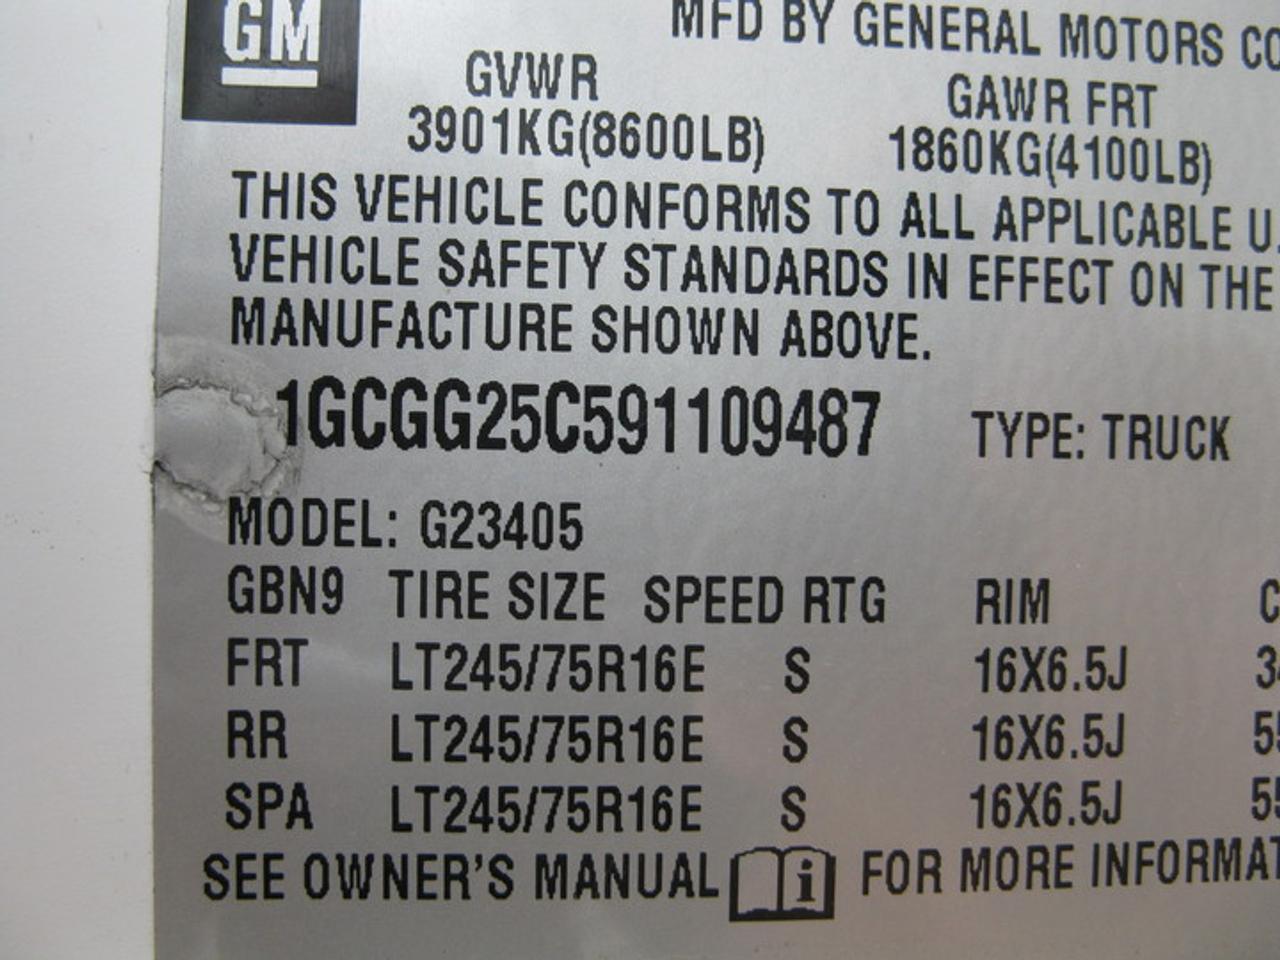 GM
MFD BY GENERAL MOTORS CO
GVWR GAWR FRT
3901KG(8600LB) 1860KG(4100LB)
THIS VEHICLE CONFORMS TO ALL APPLICABLE U.
VEHICLE SAFETY STANDARDS IN EFFECT ON THE
MANUFACTURE SHOWN ABOVE.
1GCGG25C591109487 TYPE: TRUCK
MODEL: G23405
GBN9 TIRE SIZE SPEED RTG RIM C
FRT LT245/75R16E S 16X6.5J 34
RR LT245/75R16E S 16X6.5J 55
SPA LT245/75R16E S 16X6.5J 55
SEE OWNER'S MANUAL i FOR MORE INFORMAT